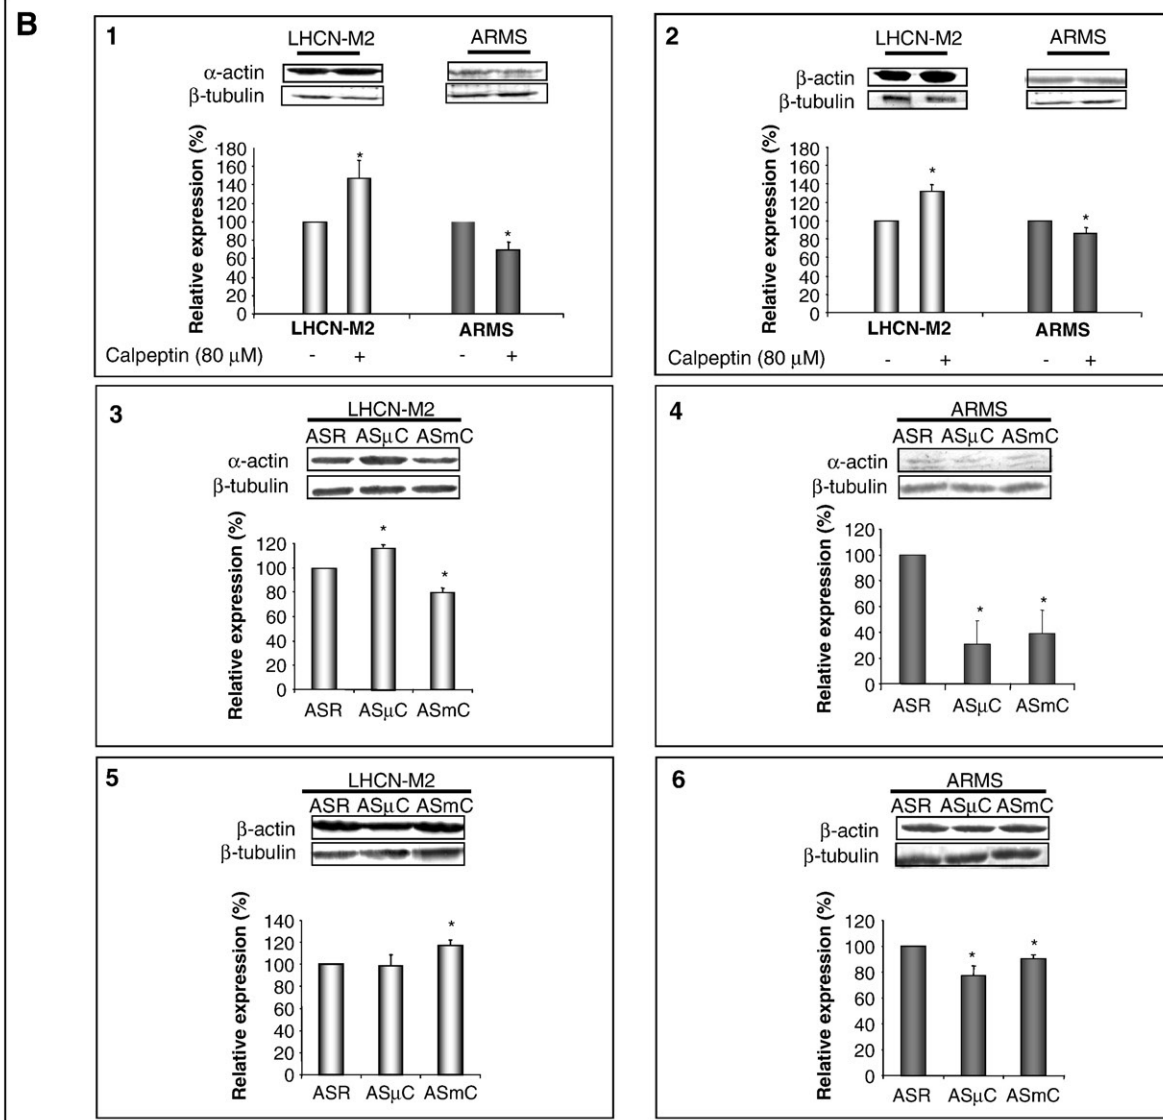 B
1
LHCN-M2 ARMS
α-actin
β-tubulin
Relative expression (%)
180
160
140
120
100
80
60
40
20
0
*
*
LHCN-M2 ARMS
Calpeptin (80 μM) - + - +
2
LHCN-M2 ARMS
β-actin
β-tubulin
Relative expression (%)
180
160
140
120
100
80
60
40
20
0
*
*
LHCN-M2 ARMS
Calpeptin (80 μM) - + - +
3
LHCN-M2
ASR ASμC ASmC
α-actin
β-tubulin
Relative expression (%)
120
100
80
60
40
20
0
*
*
ASR ASμC ASmC
4
ARMS
ASR ASμC ASmC
α-actin
β-tubulin
Relative expression (%)
120
100
80
60
40
20
0
*
*
ASR ASμC ASmC
5
LHCN-M2
ASR ASμC ASmC
β-actin
β-tubulin
Relative expression (%)
140
120
100
80
60
40
20
0
*
ASR ASμC ASmC
6
ARMS
ASR ASμC ASmC
β-actin
β-tubulin
Relative expression (%)
120
100
80
60
40
20
0
*
*
ASR ASμC ASmC